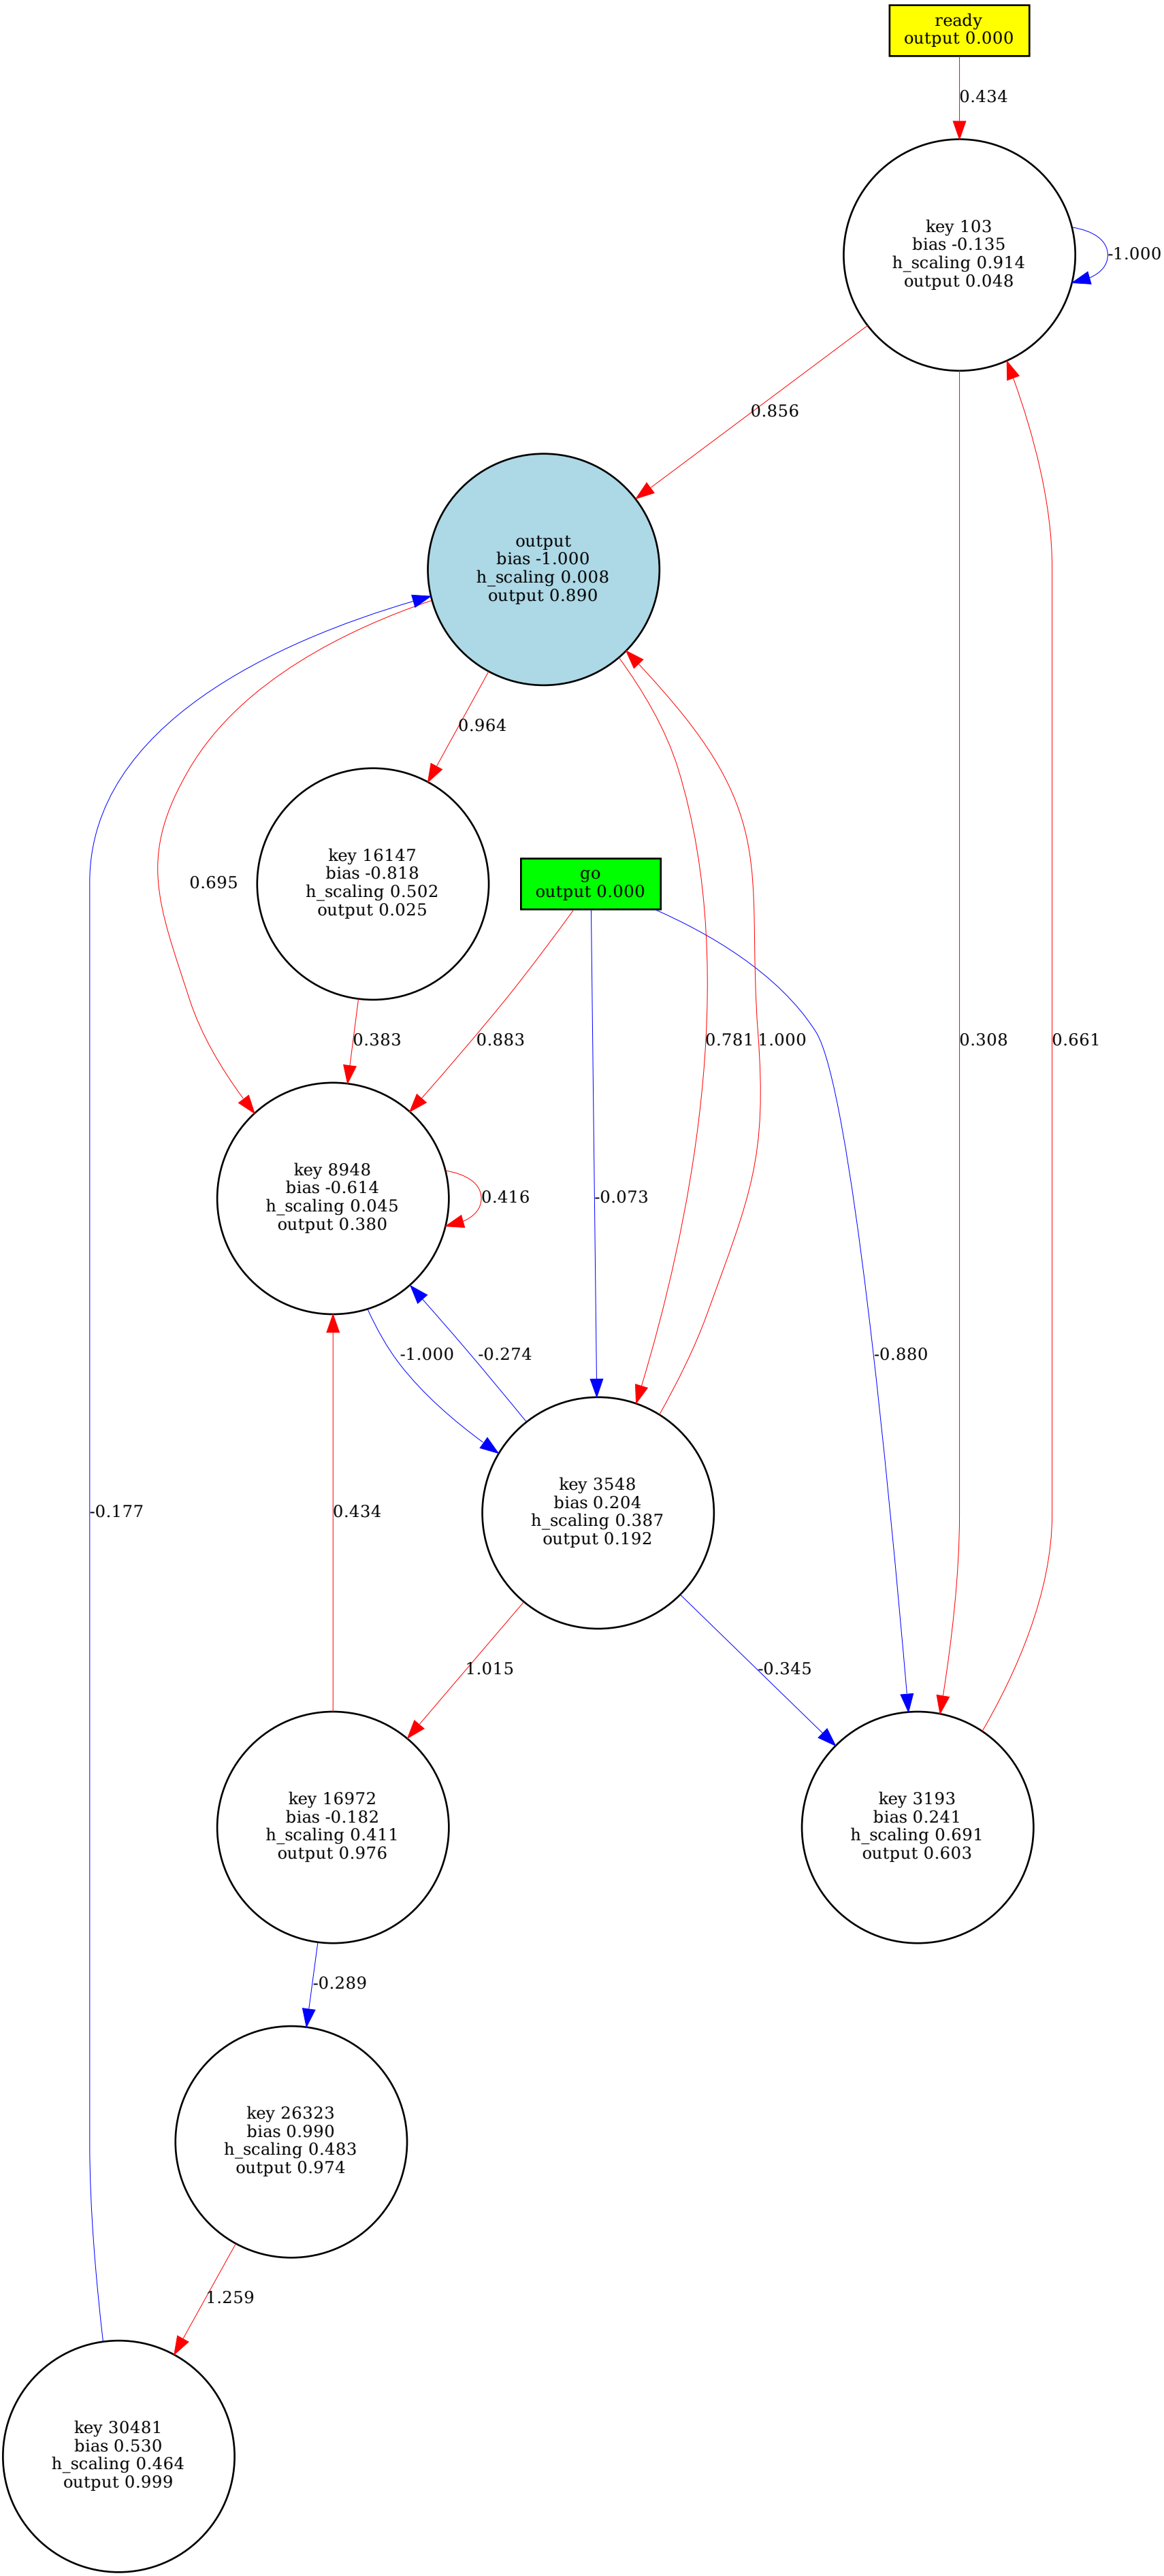 ready
output 0.000
0.434
key 103
bias -0.135
h_scaling 0.914
output 0.048
-1.000
0.856
output
bias -1.000
h_scaling 0.008
output 0.890
0.964
key 16147
bias -0.818
h_scaling 0.502
output 0.025
go
output 0.000
0.695
0.383
0.883
0.781
1.000
0.308
0.661
key 8948
bias -0.614
h_scaling 0.045
output 0.380
0.416
-0.073
-1.000
-0.274
-0.880
key 3548
bias 0.204
h_scaling 0.387
output 0.192
-0.177
0.434
1.015
-0.345
key 16972
bias -0.182
h_scaling 0.411
output 0.976
key 3193
bias 0.241
h_scaling 0.691
output 0.603
-0.289
key 26323
bias 0.990
h_scaling 0.483
output 0.974
1.259
key 30481
bias 0.530
h_scaling 0.464
output 0.999